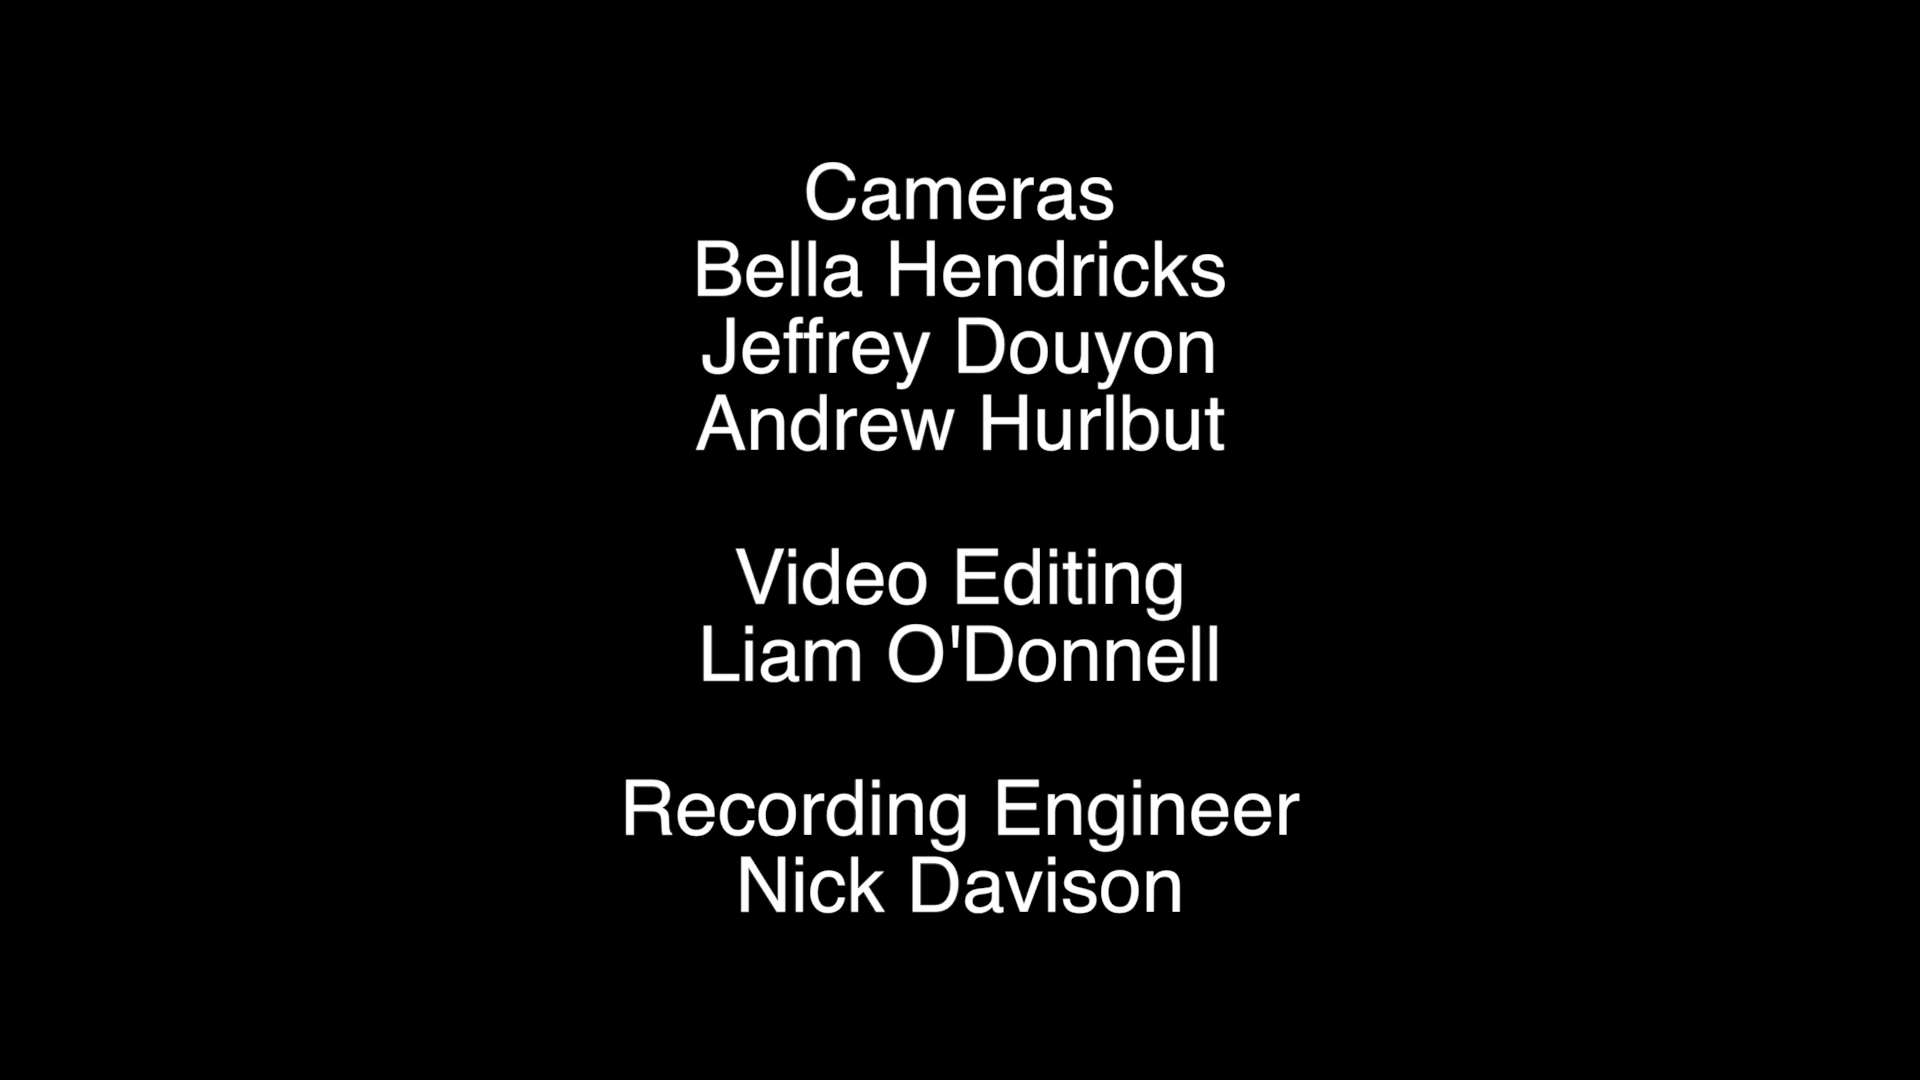 Cameras
Bella Hendricks
Jeffrey Douyon
Andrew Hurlbut
Video Editing
Liam O'Donnell
Recording Engineer
Nick Davison